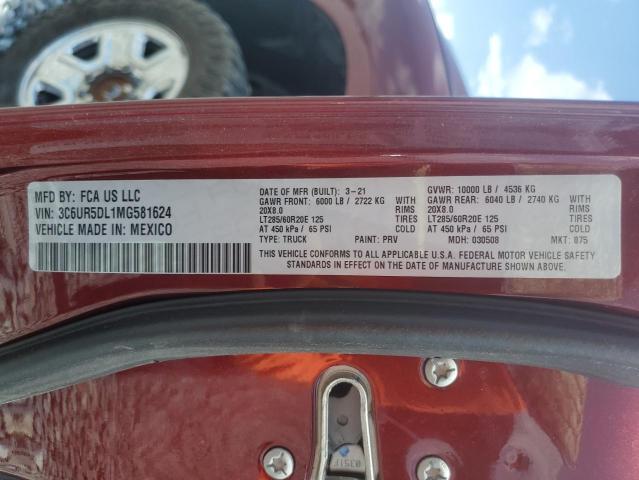 MFD BY: FCA US LLC
VIN: 3C6UR5DL1MG581624
VEHICLE MADE IN: MEXICO
DATE OF MFR (BUILT): 3-21
GAWR FRONT: 6000 LB / 2722 KG WITH
20X8.0 RIMS
LT285/60R20E 125 TIRES
AT 450 kPa / 65 PSI COLD
TYPE: TRUCK PAINT: PRV
GVWR: 10000 LB / 4536 KG
GAWR REAR: 6040 LB / 2740 KG WITH
20X8.0 RIMS
LT285/60R20E 125 TIRES
AT 450 kPa / 65 PSI COLD
MDH: 030508 MKT: 875
THIS VEHICLE CONFORMS TO ALL APPLICABLE U.S.A. FEDERAL MOTOR VEHICLE SAFETY
STANDARDS IN EFFECT ON THE DATE OF MANUFACTURE SHOWN ABOVE.